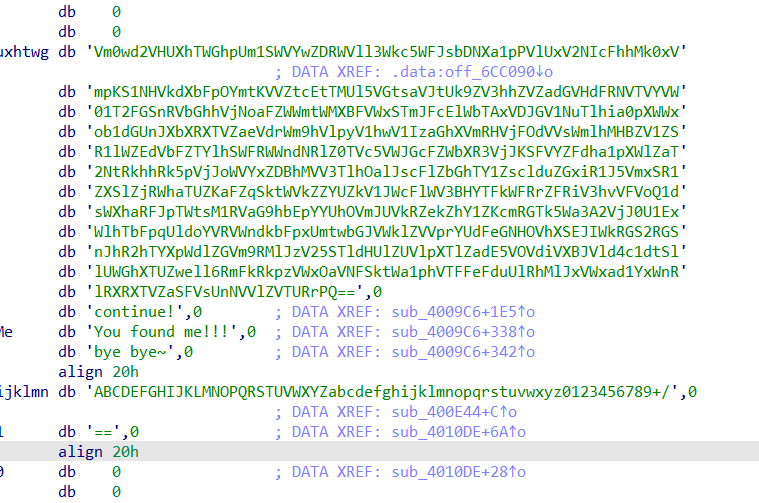 db 0
db 0
uxhtwg db 'Vm0wd2VHUXhTWGhpUm1SWVYwZDRWVll3Wkc5WFJsbDNXa1pPVlUxV2NIcFhhMk0xV'
; DATA XREF: .data:off_6CC090↓o
db 'mpKS1NHVkdXbFpOYmtKVVZtcEtTMUl5VGtsaVJtUk9ZV3hhZVZadGVHdFRNVTVYVW'
db '01T2FGSnRVbGhhVjNoaFZWWmtWMXBFVWxSTmJFcElWbTAxVDJGV1NuTlhia0pXWWx'
db 'ob1dGUnJXbXRXTVZaeVdrWm9hVlpyV1hwV1IzaGhXVmRHVjFOdVVsWmlhMHBZV1ZS'
db 'R1lWZEdVbFZTYlhSWFRWWndNRlZ0TVc5VWJGcFZWbXR3VjJKSFVYZFdha1pXWlZaT'
db '2NtRkhhRk5pVjJoWVYxZDBhMVV3TlhOalJscFlZbGhTY1ZsclduZGxiR1J5VmxSR1'
db 'ZXSlZjRWhaTUZKaFZqSktWVkZZYUZkV1JWcFlWV3BHYTFkWFRrZFRiV3hvVFVoQ1d'
db 'sWXhaRFJpTWtsM1RVaG9hbEpYYUhOVmJUVkRZekZhY1ZKcmRGTk5Wa3A2VjJ0U1Ex'
db 'WlhTbFpqUldoYVRVWndkbFpxUmtwbGJVWklZVVprYUdFeGNHOVhXSEJIWkRGS2RGS'
db 'nJhR2hTYXpWdlZGVm9RMlJzV25STldHUlZUVlpXTlZadE5VOVdiVXBJVld4c1dtSl'
db 'lUWGhXTUZwell6RmFkRkpzVWxOaVNFSktWa1phVTFFeFduUlRhMlJxVWxad1YxWnR'
db 'lRXRXTVZaSFVsUnNVVlZVTURrPQ==',0
db 'continue!',0 ; DATA XREF: sub_4009C6+1E5↑o
Me db 'You found me!!!',0 ; DATA XREF: sub_4009C6+338↑o
db 'bye bye~',0 ; DATA XREF: sub_4009C6+342↑o
align 20h
ijklmn db 'ABCDEFGHIJKLMNOPQRSTUVWXYZabcdefghijklmnopqrstuvwxyz0123456789+/',0
; DATA XREF: sub_400E44+C↑o
1 db '==',0 ; DATA XREF: sub_4010DE+6A↑o
align 20h
0 db 0 ; DATA XREF: sub_4010DE+28↑o
db 0